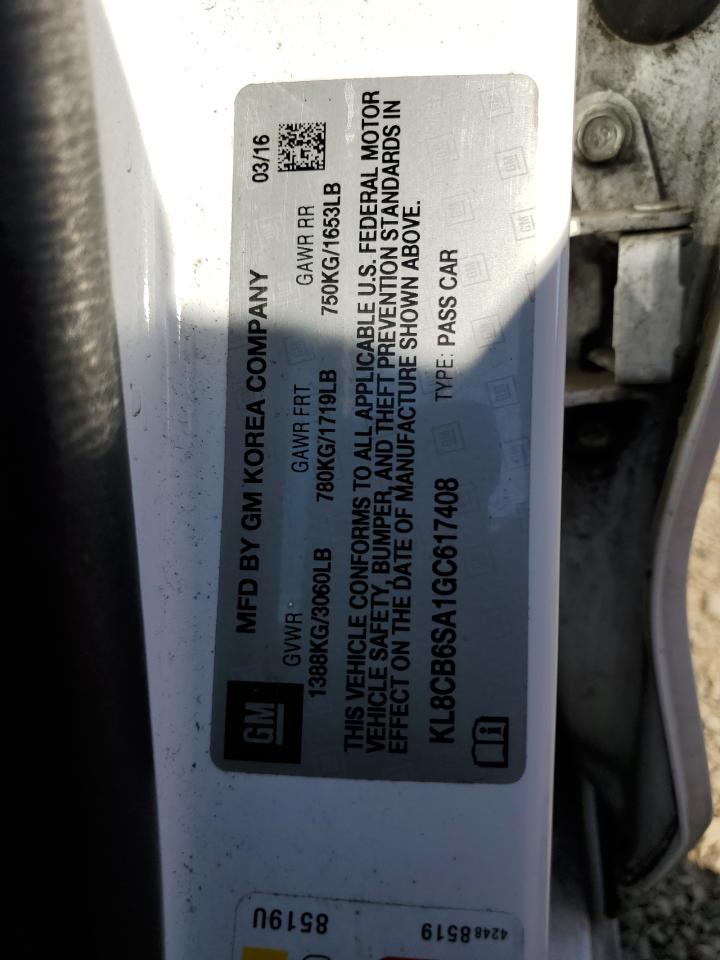 MFD BY GM KOREA COMPANY
03/16
GM
GVWR
GAWR FRT
GAWR RR
1388KG/3060LB
780KG/1719LB
750KG/1653LB
THIS VEHICLE CONFORMS TO ALL APPLICABLE U.S. FEDERAL MOTOR
VEHICLE SAFETY, BUMPER, AND THEFT PREVENTION STANDARDS IN
EFFECT ON THE DATE OF MANUFACTURE SHOWN ABOVE.
KL8CB6SA1GC617408
TYPE: PASS CAR
8519U
42488519